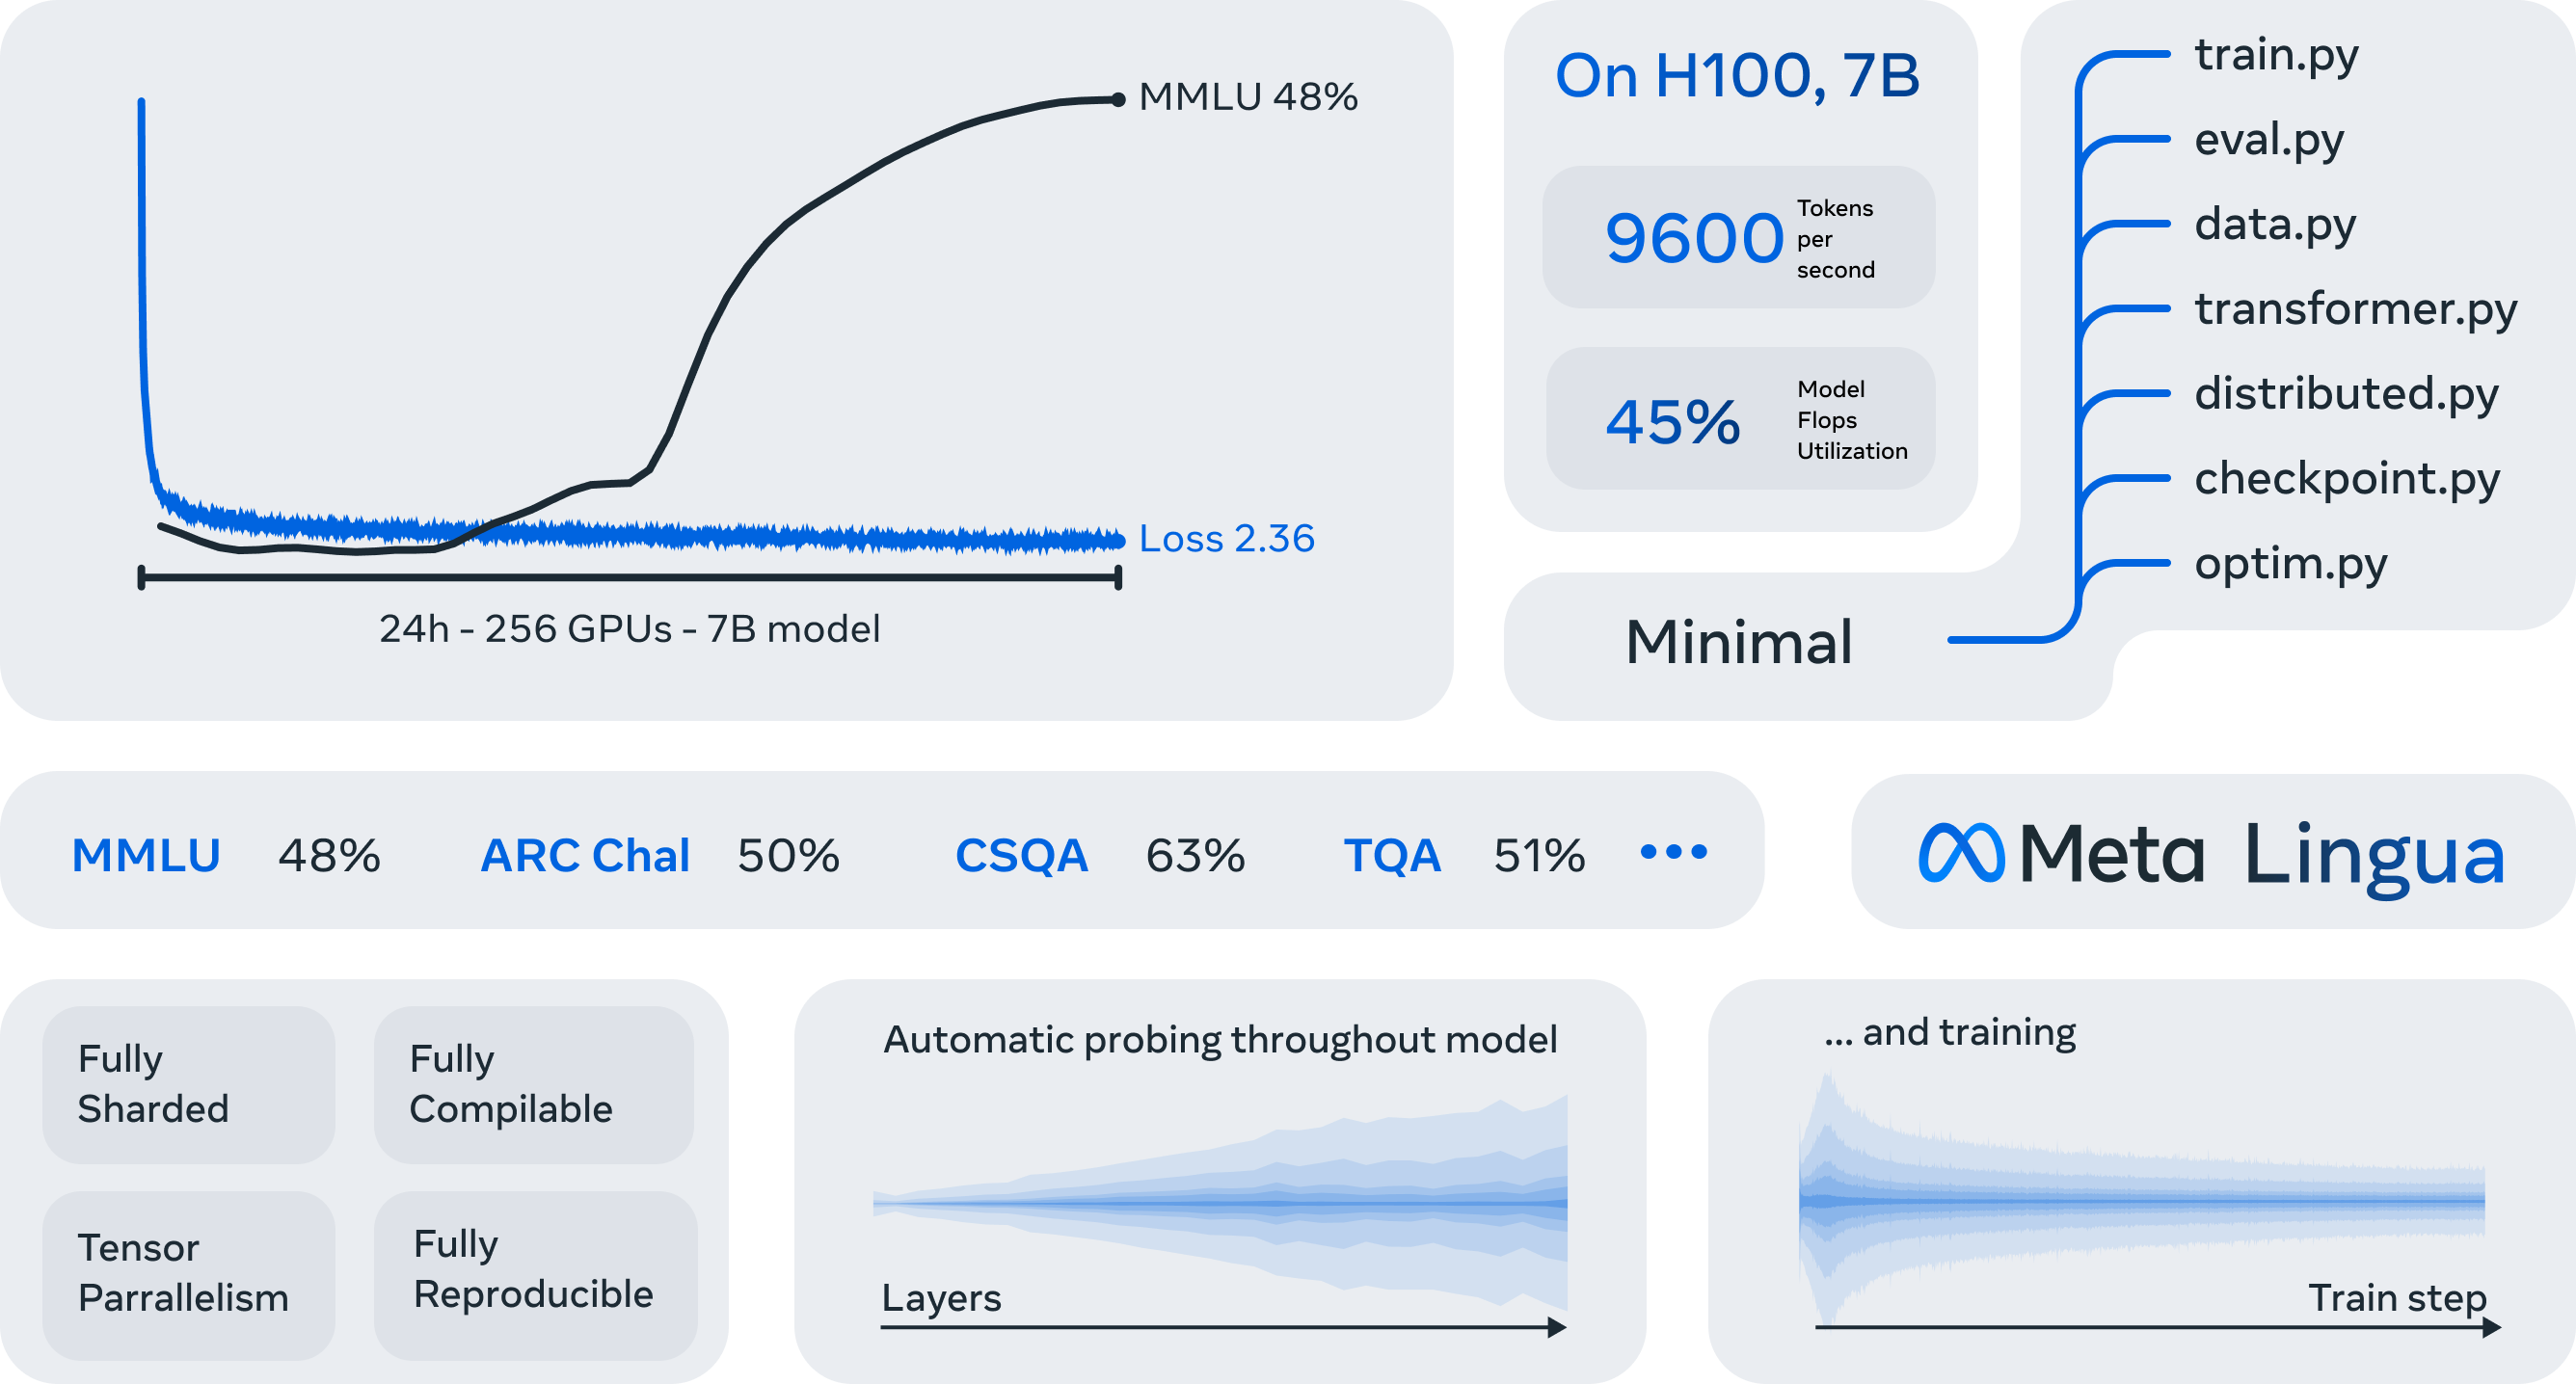 MMLU 48%
Loss 2.36
24h - 256 GPUs - 7B model
On H100, 7B
9600
Tokens
per
second
45%
Model
Flops
Utilization
train.py
eval.py
data.py
transformer.py
distributed.py
checkpoint.py
optim.py
Minimal
MMLU 48% ARC Chal 50% CSQA 63% TQA 51% •••
Meta Lingua
Fully
Sharded
Fully
Compilable
Tensor
Parrallelism
Fully
Reproducible
Automatic probing throughout model
Layers
... and training
Train step